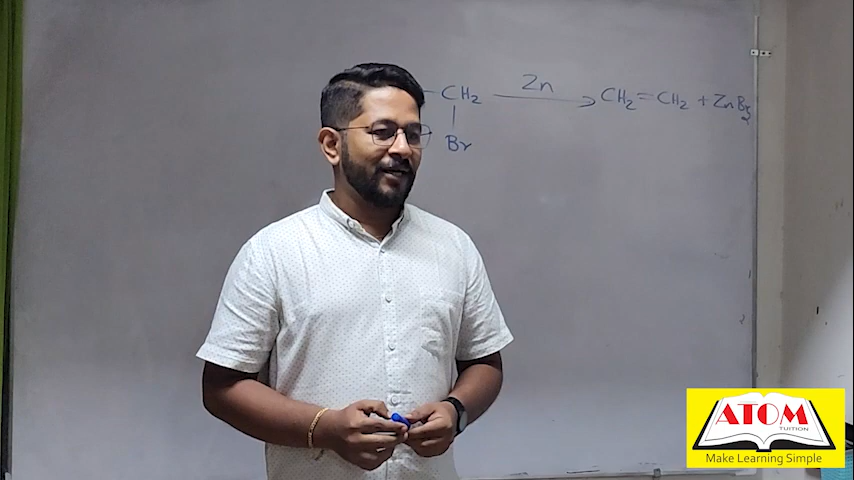 – CH₂ —Zn→ CH₂=CH₂ + ZnBr₂
|
Br
ATOM
TUITION
Make Learning Simple